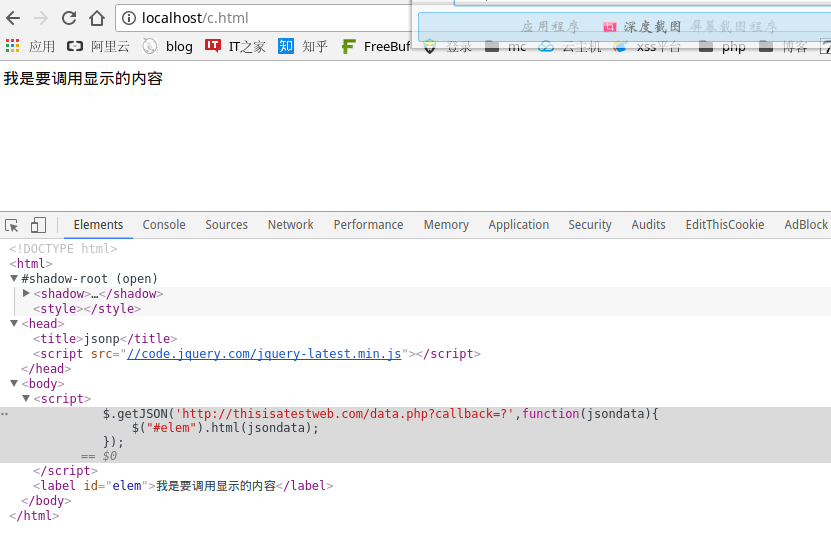 localhost/c.html
应用程序 深度截图 屏幕截图程序
应用 阿里云 blog IT之家 知乎 FreeBuf 登录 mc 云主机 xss平台 php 博客
我是要调用显示的内容
Elements Console Sources Network Performance Memory Application Security Audits EditThisCookie AdBlock
<!DOCTYPE html>
<html>
#shadow-root (open)
<shadow>…</shadow>
<style></style>
<head>
<title>jsonp</title>
<script src="//code.jquery.com/jquery-latest.min.js"></script>
</head>
<body>
<script>
$.getJSON('http://thisisatestweb.com/data.php?callback=?',function(jsondata){
$("#elem").html(jsondata);
});
== $0
</script>
<label id="elem">我是要调用显示的内容</label>
</body>
</html>